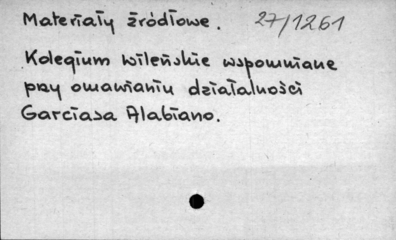 Materiały źródłowe. 27/1261
Kolegium wileńskie wspomniane
przy omawianiu działalności
Garciasa Alabiano.